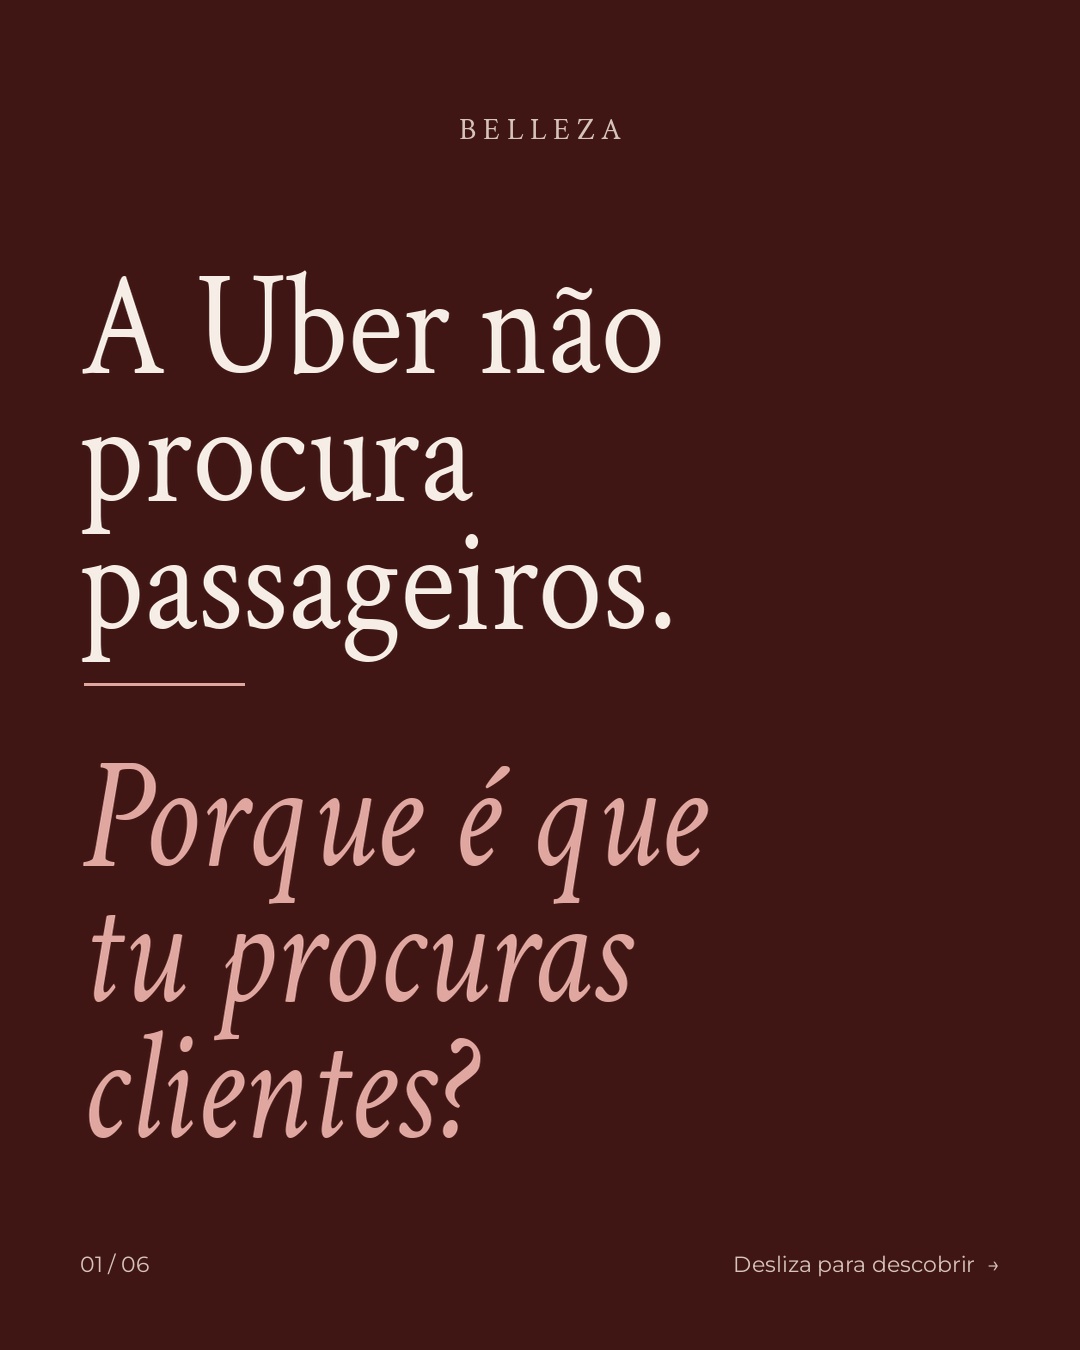 BELLEZA
A Uber não
procura
passageiros.
Porque é que
tu procuras
clientes?
01 / 06
Desliza para descobrir →